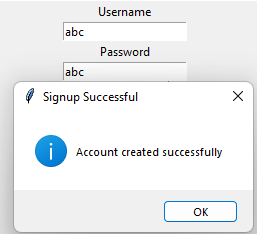 Username
abc
Password
abc
Signup Successful
Account created successfully
OK